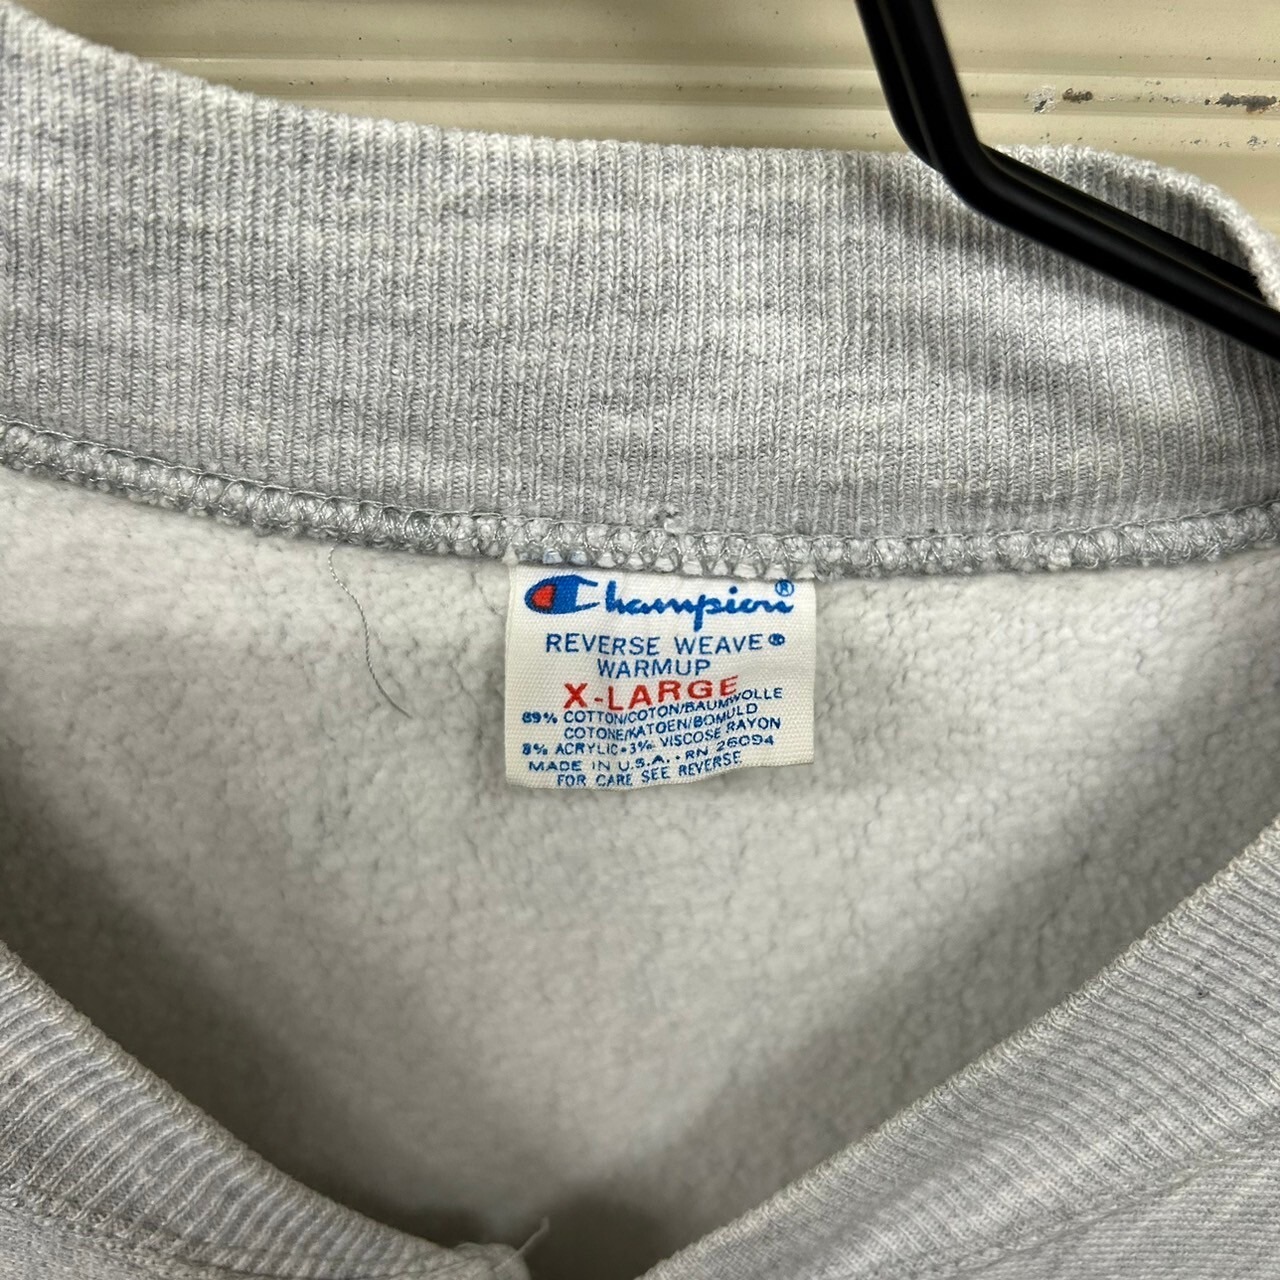 Champion®
REVERSE WEAVE®
WARMUP
X-LARGE
89% COTTON/COTON/BAUMWOLLE
COTONE/KATOEN/BOMULD
8% ACRYLIC•3% VISCOSE RAYON
MADE IN U.S.A.•RN 26094
FOR CARE SEE REVERSE